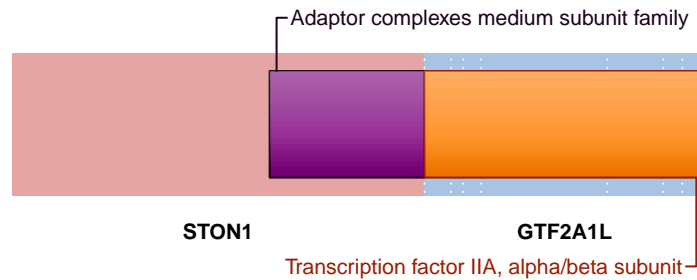 Adaptor complexes medium subunit family
STON1
GTF2A1L
Transcription factor IIA, alpha/beta subunit